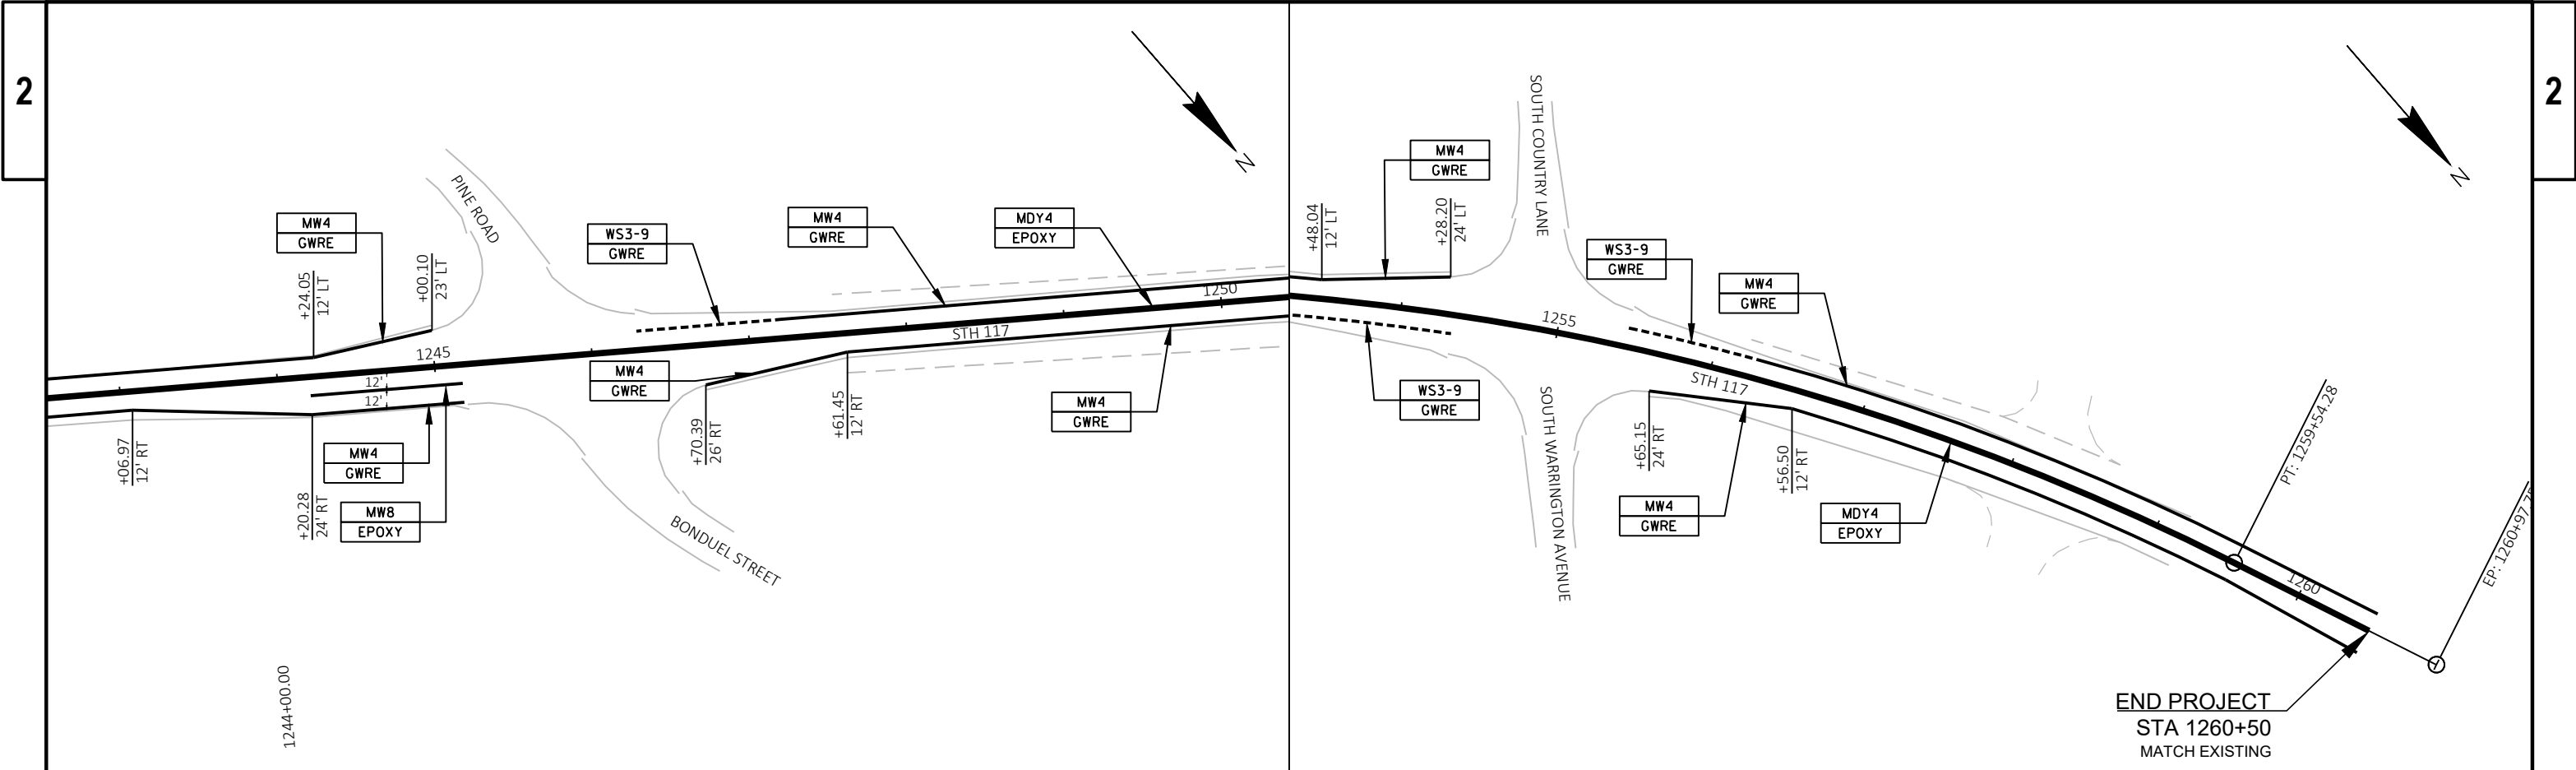 2
MW4
GWRE
+24.05
12' LT
+00.10
23' LT
PINE ROAD
1245
12'
12'
+06.97
12' RT
+20.28
24' RT
MW4
GWRE
MW8
EPOXY
1244+00.00
WS3-9
GWRE
MW4
GWRE
MDY4
EPOXY
1250
STH 117
MW4
GWRE
+70.39
26' RT
+61.45
12' RT
MW4
GWRE
BONDUEL STREET
N
+48.04
12' LT
MW4
GWRE
+28.20
24' LT
SOUTH COUNTRY LANE
WS3-9
GWRE
MW4
GWRE
1255
STH 117
WS3-9
GWRE
SOUTH WARRINGTON AVENUE
+65.15
24' RT
+56.50
12' RT
MW4
GWRE
MDY4
EPOXY
N
PT: 1259+54.28
1260
EP: 1260+97.7
END PROJECT
STA 1260+50
MATCH EXISTING
2